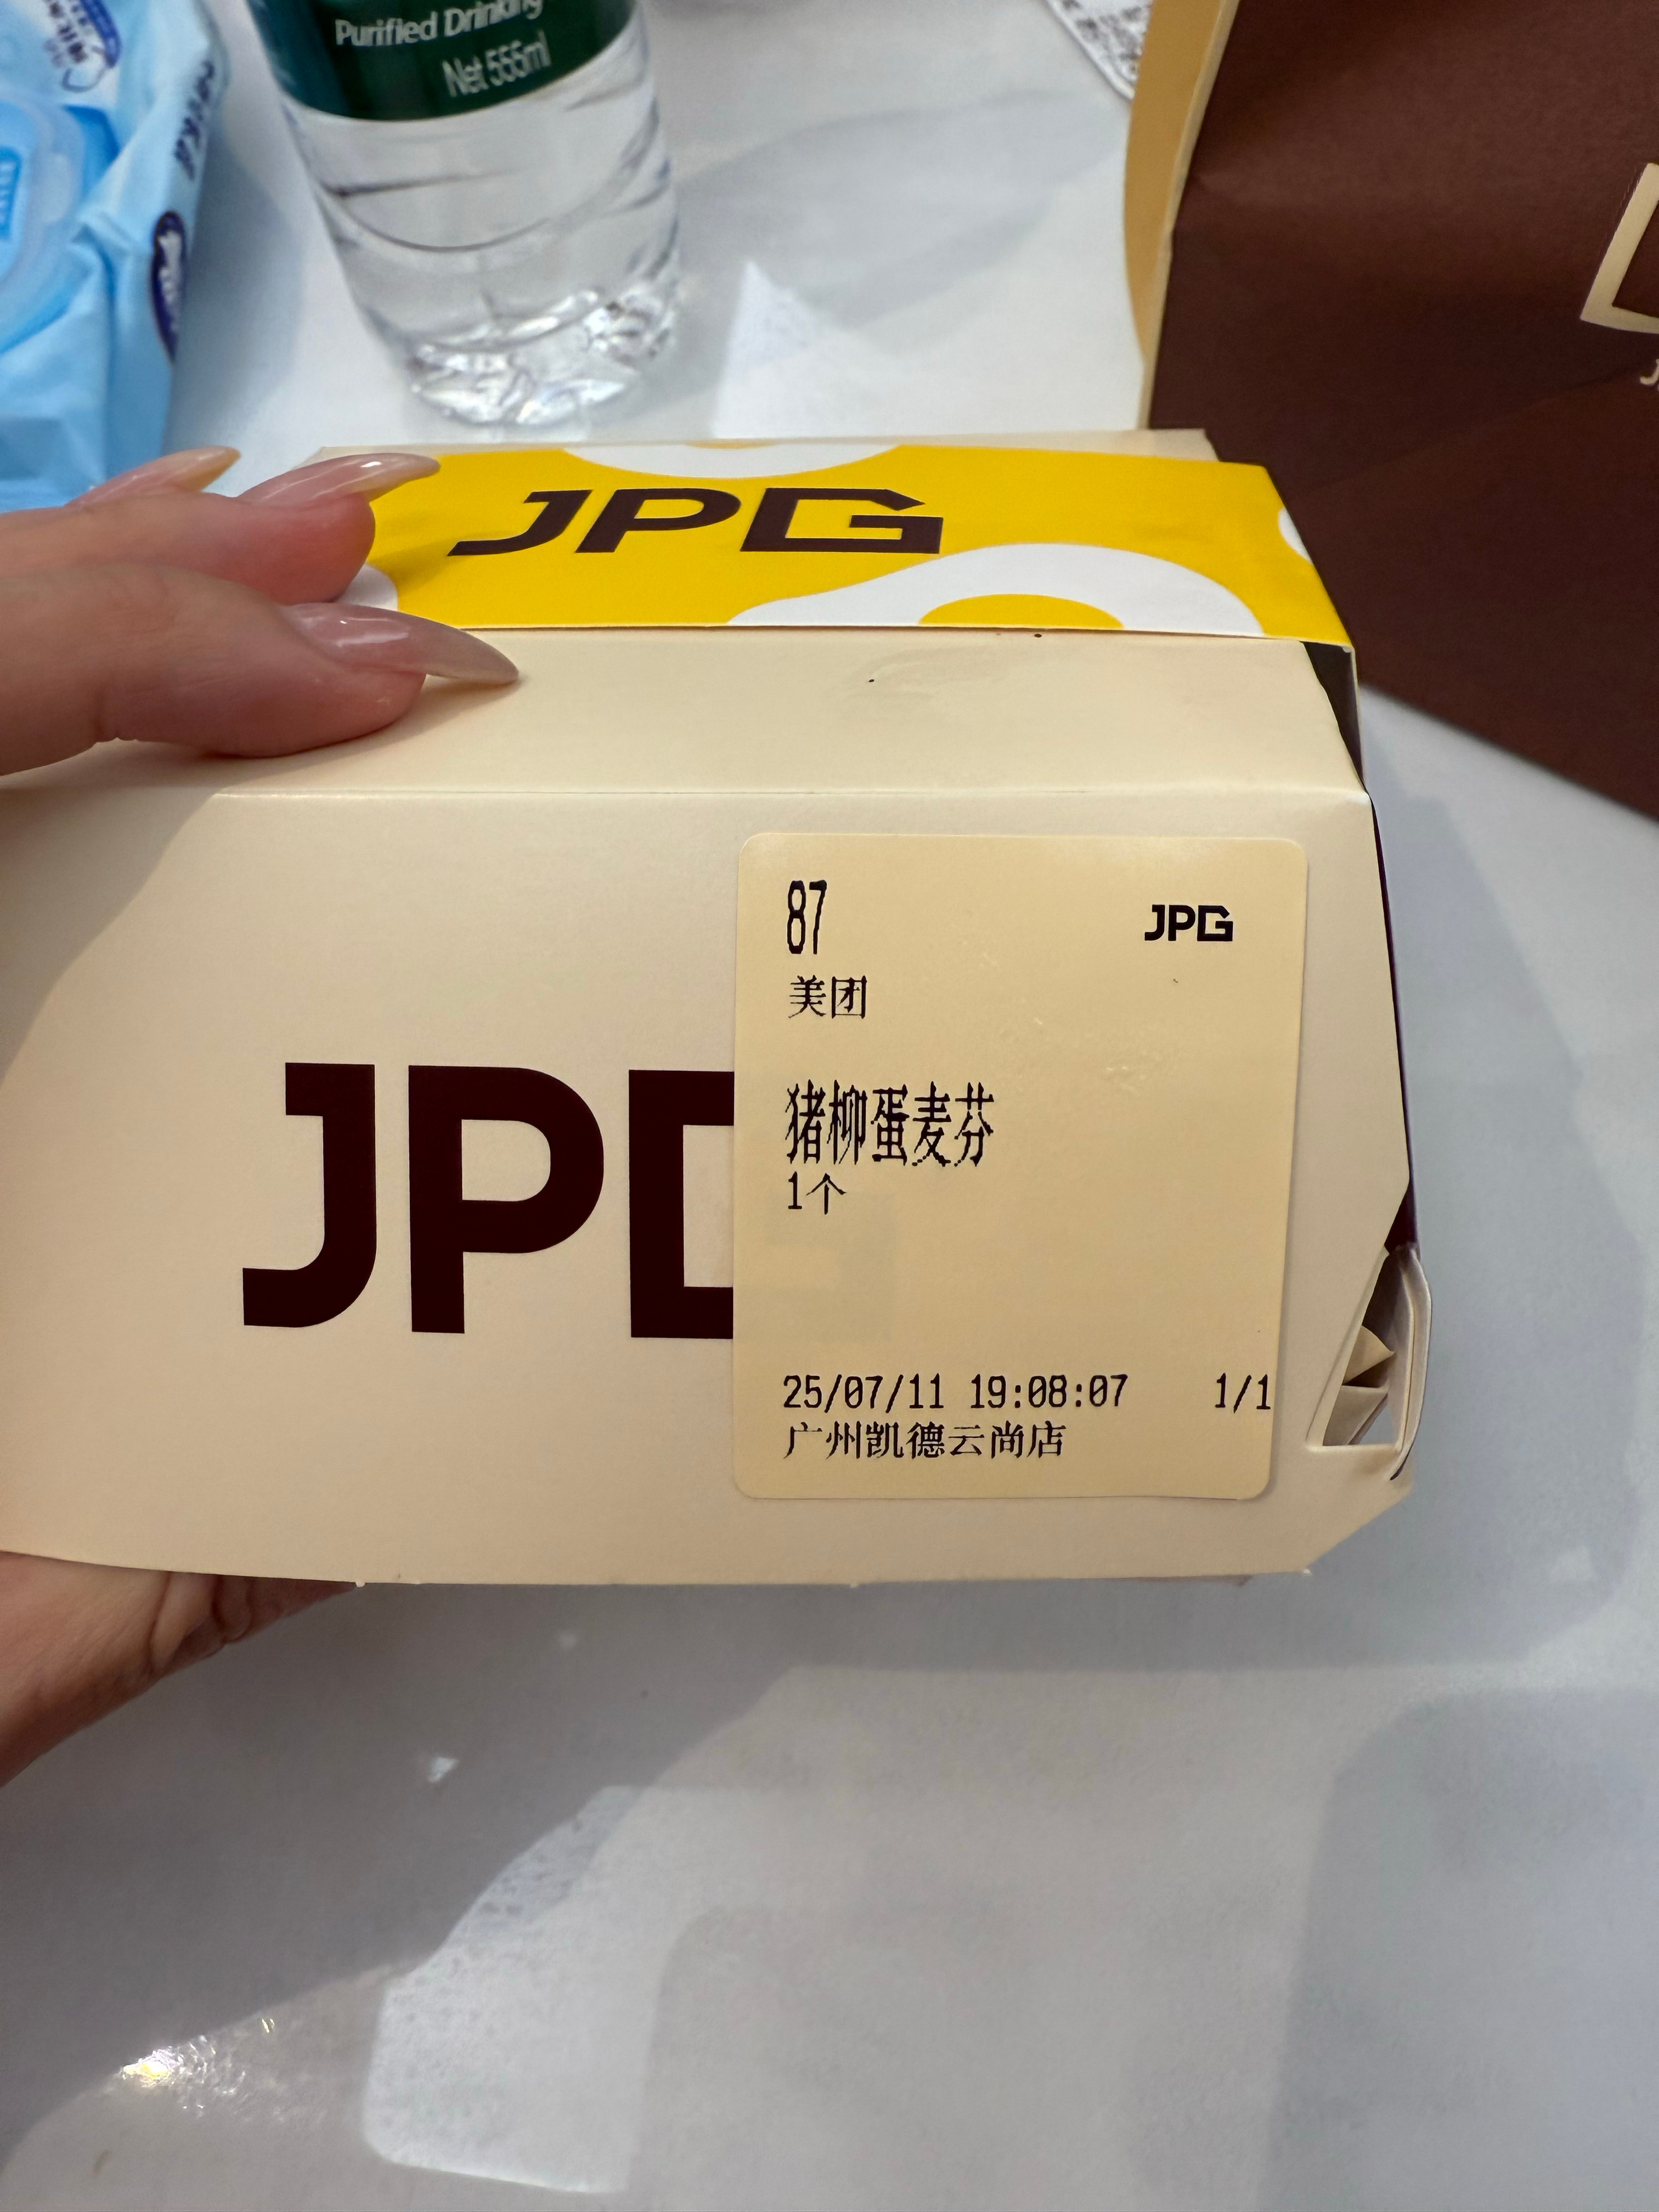 Purified Drinking
Net 555ml
JPG
JPG
87
JPG
美团
猪柳蛋麦芬
1个
25/07/11 19:08:07 1/1
广州凯德云尚店